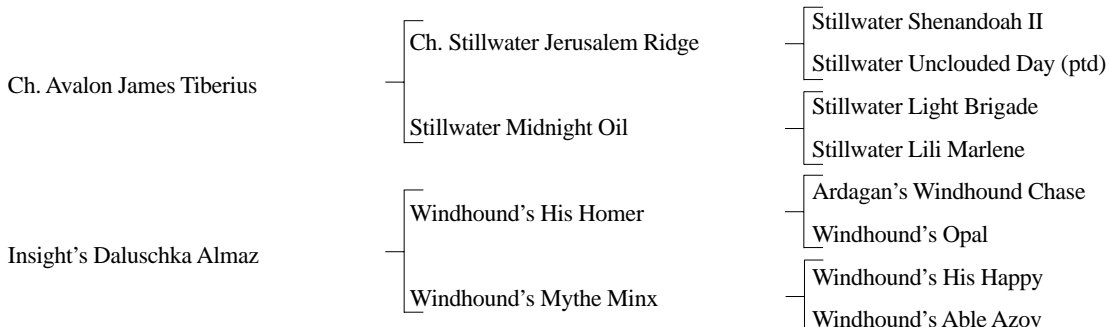 Stillwater Shenandoah II
Ch. Stillwater Jerusalem Ridge
Stillwater Unclouded Day (ptd)
Ch. Avalon James Tiberius
Stillwater Light Brigade
Stillwater Midnight Oil
Stillwater Lili Marlene
Ardagan’s Windhound Chase
Windhound’s His Homer
Windhound’s Opal
Insight’s Daluschka Almaz
Windhound’s His Happy
Windhound’s Mythe Minx
Windhound’s Able Azov